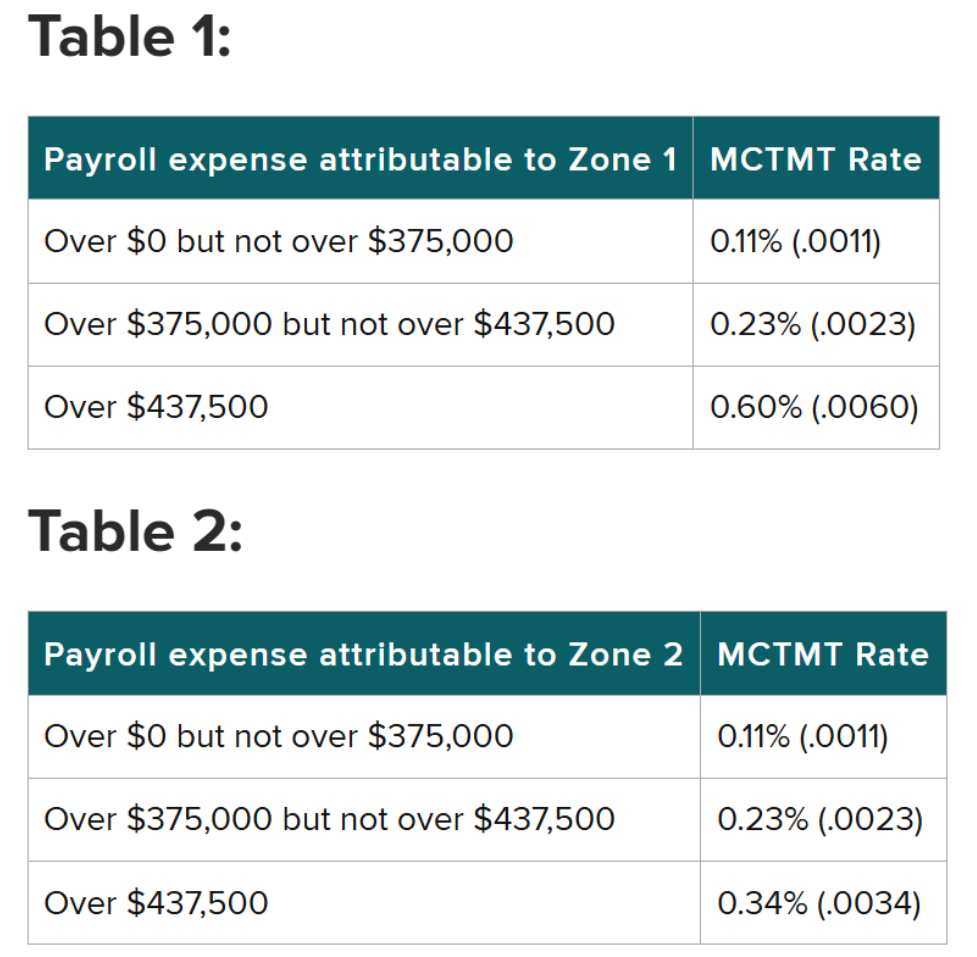 Table 1:
Payroll expense attributable to Zone 1 MCTMT Rate
Over $0 but not over $375,000 0.11% (.0011)
Over $375,000 but not over $437,500 0.23% (.0023)
Over $437,500 0.60% (.0060)
Table 2:
Payroll expense attributable to Zone 2 MCTMT Rate
Over $0 but not over $375,000 0.11% (.0011)
Over $375,000 but not over $437,500 0.23% (.0023)
Over $437,500 0.34% (.0034)